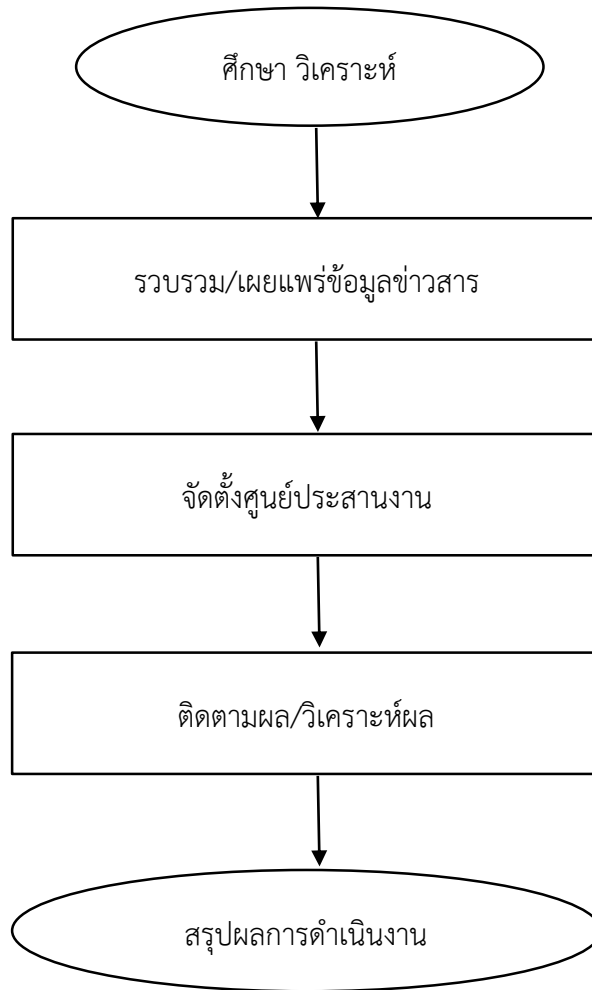 ศึกษา วิเคราะห์
รวบรวม/เผยแพร่ข้อมูลข่าวสาร
จัดตั้งศูนย์ประสานงาน
ติดตามผล/วิเคราะห์ผล
สรุปผลการดำเนินงาน